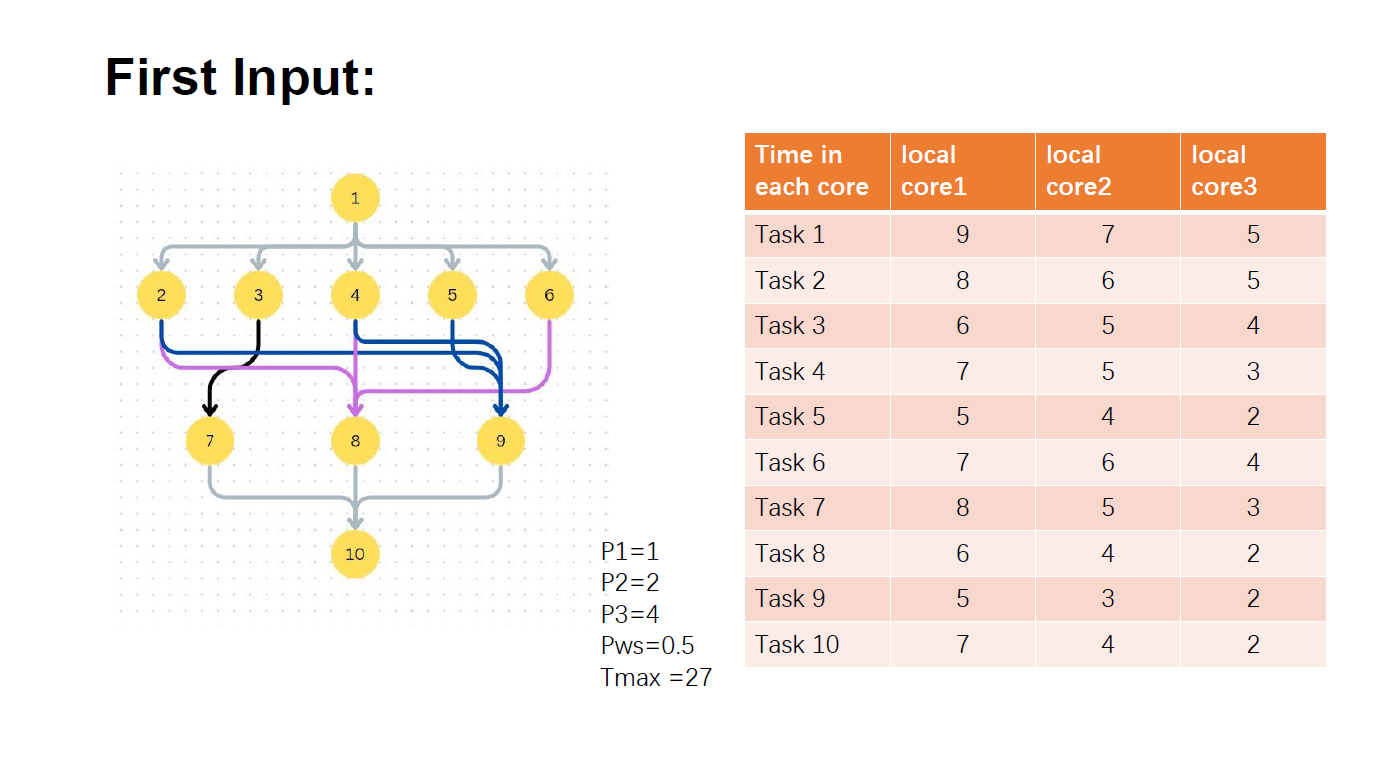 First Input:
1
2 3 4 5 6
7 8 9
10
P1=1
P2=2
P3=4
Pws=0.5
Tmax =27
Time in each core local core1 local core2 local core3
Task 1 9 7 5
Task 2 8 6 5
Task 3 6 5 4
Task 4 7 5 3
Task 5 5 4 2
Task 6 7 6 4
Task 7 8 5 3
Task 8 6 4 2
Task 9 5 3 2
Task 10 7 4 2